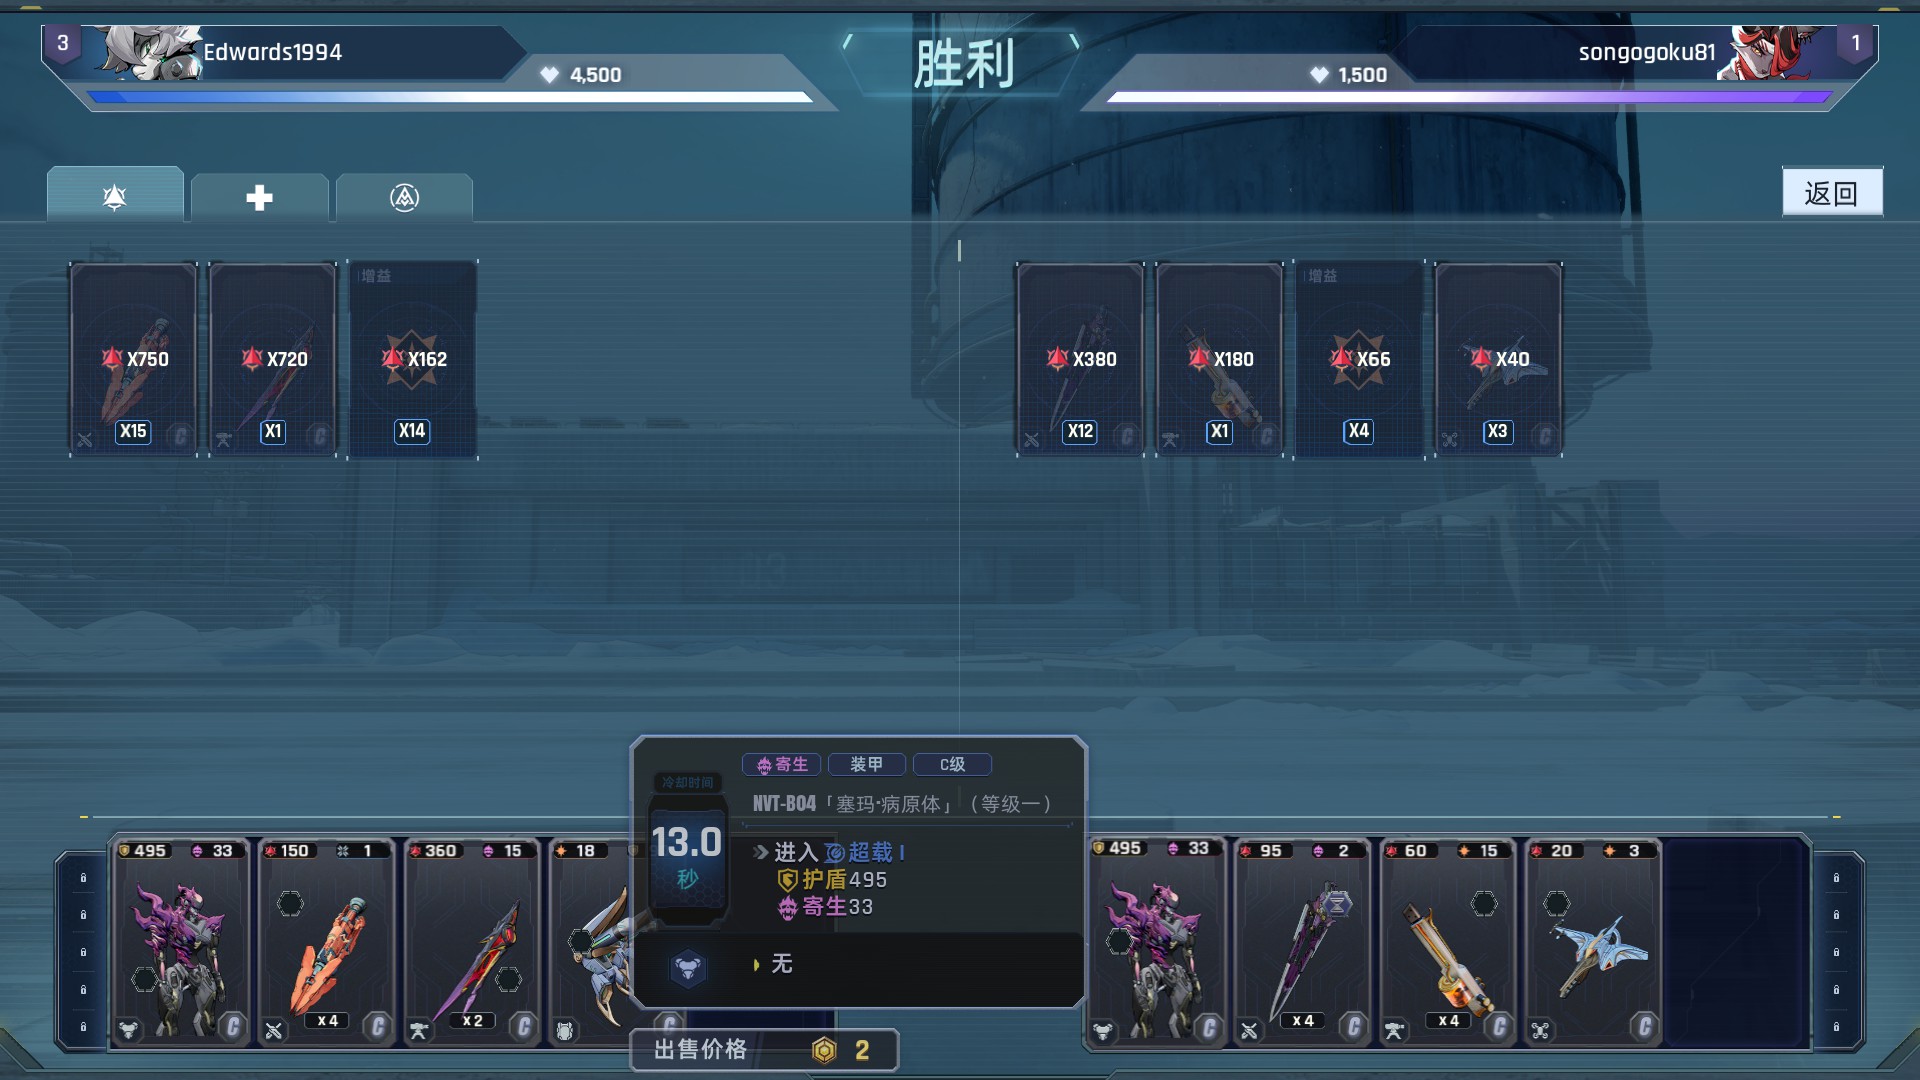 3
Edwards1994
4,500
胜利
1,500
songogoku81
1
返回
增益
X750
X720
X162
X15
X1
X14
增益
X380
X180
X66
X40
X12
X1
X4
X3
寄生
装甲
C级
冷却时间
13.0
秒
NVT-B04「塞玛·病原体」（等级一）
进入超载 I
护盾495
寄生33
无
出售价格
2
495
33
150
1
x 4
C
360
15
x 2
C
18
C
495
33
C
95
2
x 4
C
60
15
x 4
C
20
3
C